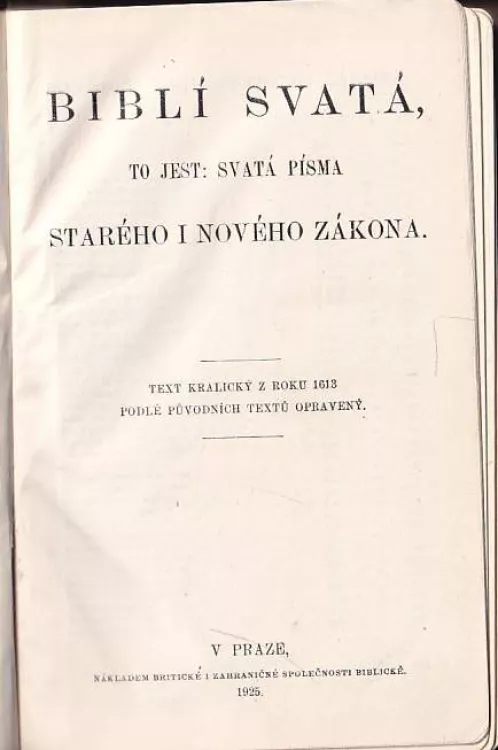 BIBLÍ SVATÁ,
TO JEST: SVATÁ PÍSMA
STARÉHO I NOVÉHO ZÁKONA.
TEXT KRALICKÝ Z ROKU 1613
PODLÉ PŮVODNÍCH TEXTŮ OPRAVENÝ.
V PRAZE,
NÁKLADEM BRITICKÉ I ZAHRANIČNÉ SPOLEČNOSTI BIBLICKÉ.
1925.